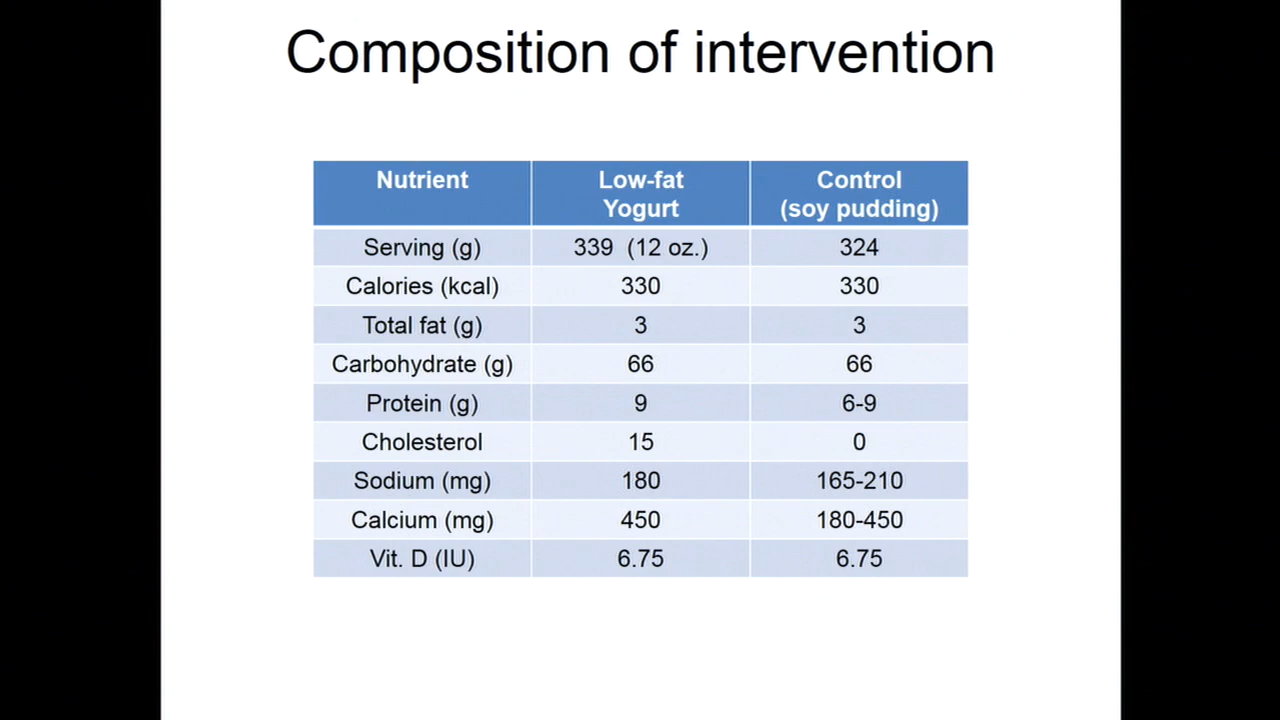 Composition of intervention
Nutrient Low-fat Yogurt Control (soy pudding)
Serving (g) 339 (12 oz.) 324
Calories (kcal) 330 330
Total fat (g) 3 3
Carbohydrate (g) 66 66
Protein (g) 9 6-9
Cholesterol 15 0
Sodium (mg) 180 165-210
Calcium (mg) 450 180-450
Vit. D (IU) 6.75 6.75